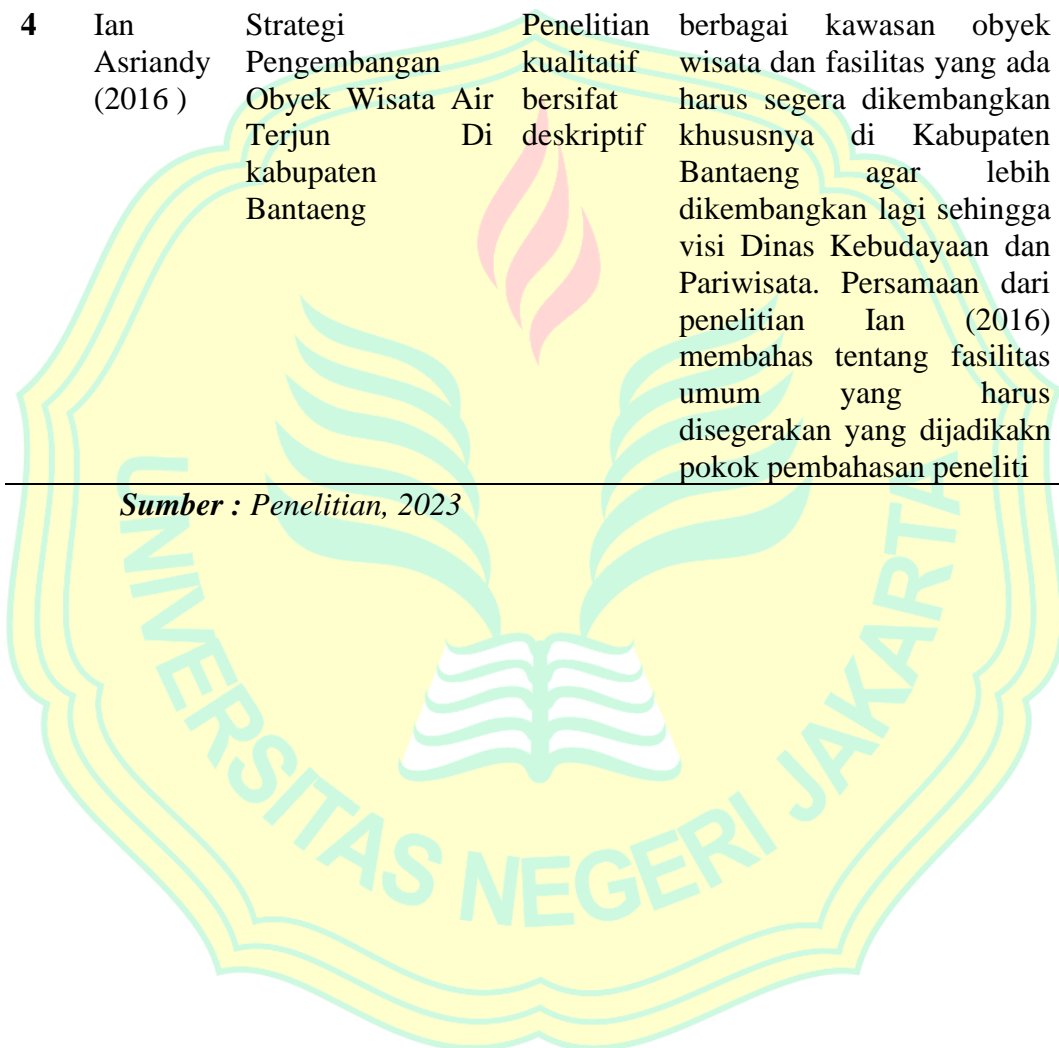 4 Ian Strategi Penelitian berbagai kawasan obyek
Asriandy Pengembangan kualitatif wisata dan fasilitas yang ada
(2016 ) Obyek Wisata Air bersifat harus segera dikembangkan
Terjun Di deskriptif khususnya di Kabupaten
kabupaten Bantaeng agar lebih
Bantaeng dikembangkan lagi sehingga
visi Dinas Kebudayaan dan
Pariwisata. Persamaan dari
penelitian Ian (2016)
membahas tentang fasilitas
umum yang harus
disegerakan yang dijadikakn
pokok pembahasan peneliti
Sumber : Penelitian, 2023
UNIVERSITAS NEGERI JAKARTA